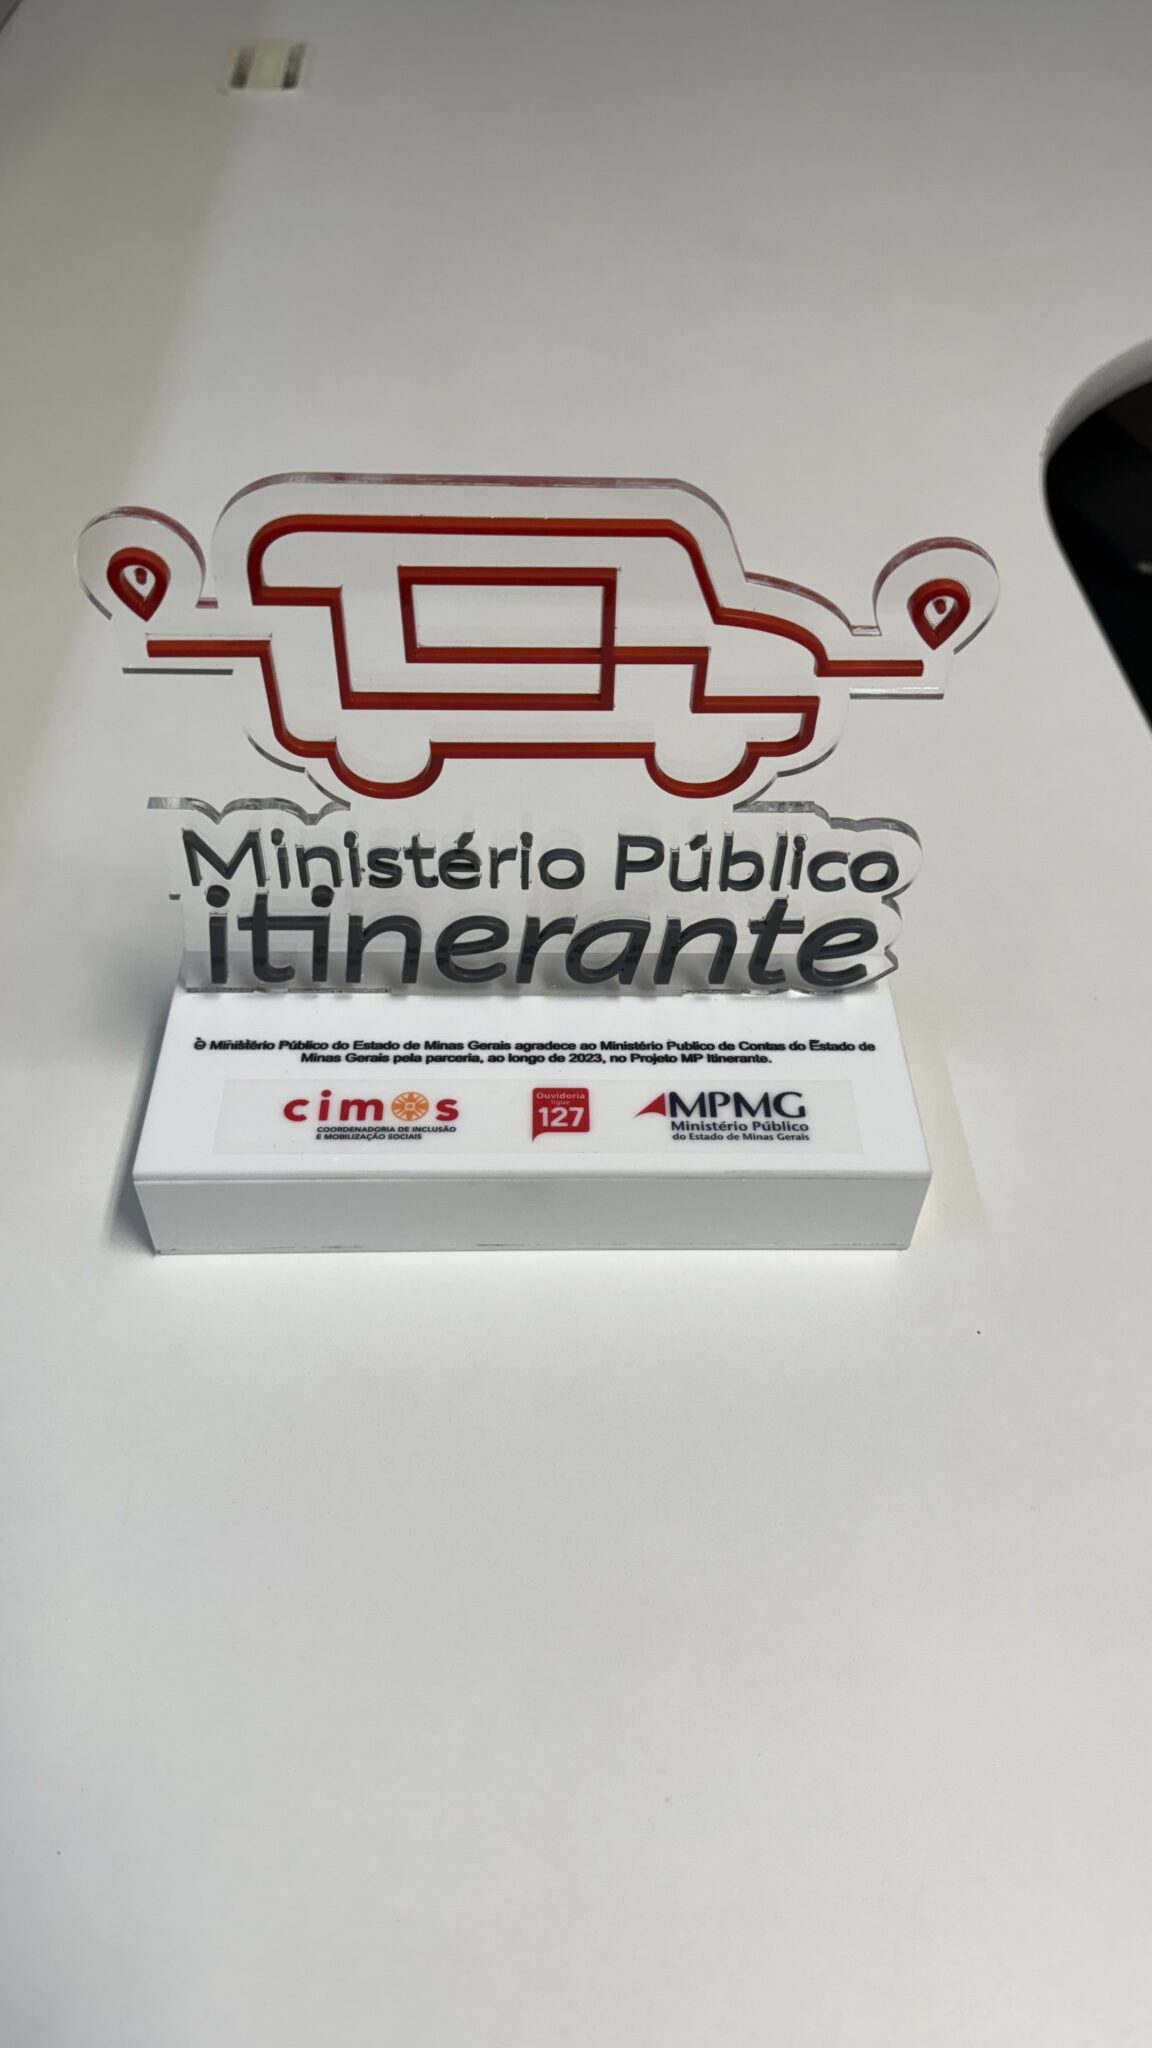 Ministério Público
itinerante
O Ministério Público do Estado de Minas Gerais agradece ao Ministério Publico de Contas do Estado de
Minas Gerais pela parceria, ao longo de 2023, no Projeto MP Itinerante.
cimos
COORDENADORIA DE INCLUSÃO
E MOBILIZAÇÃO SOCIAIS
Ouvidoria
ligue
127
MPMG
Ministério Público
do Estado de Minas Gerais